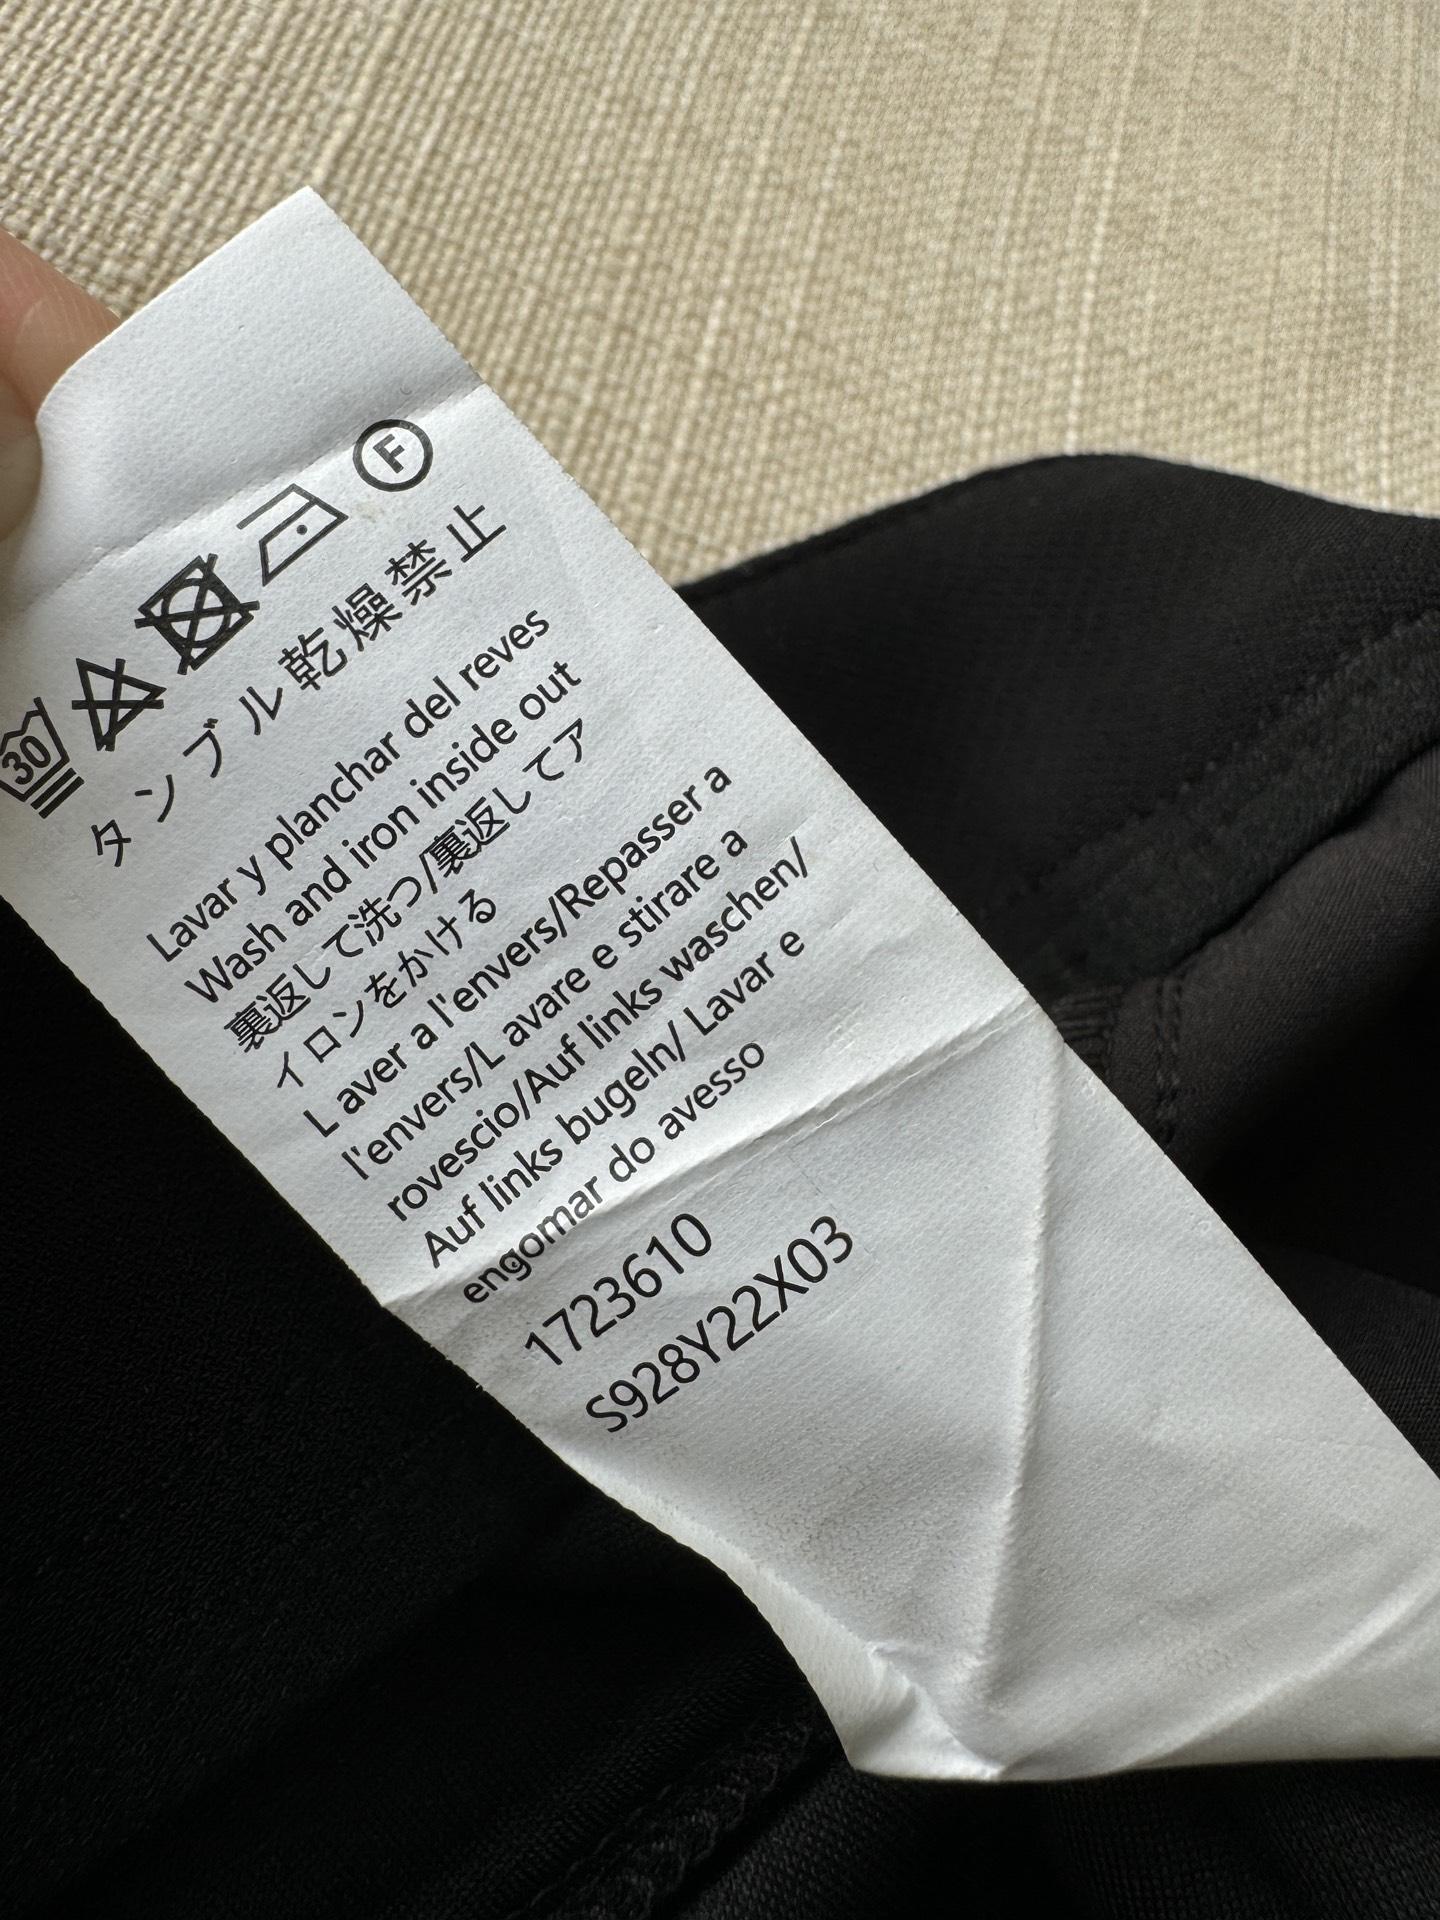 30 F
タンブル乾燥禁止
Lavar y planchar del reves
Wash and iron inside out
裏返して洗つ/裏返してア
イロンをかける
L aver a l'envers/Repasser a
l'envers/L avare e stirare a
rovescio/Auf links waschen/
Auf links bugeln/ Lavar e
engomar do avesso
1723610
S928Y22X03